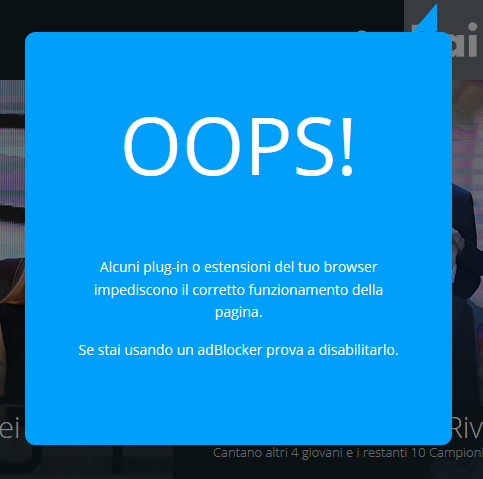 ai
OOPS!
Alcuni plug-in o estensioni del tuo browser
impediscono il corretto funzionamento della
pagina.
Se stai usando un adBlocker prova a disabilitarlo.
ei
Riv
Cantano altri 4 giovani e i restanti 10 Campioni